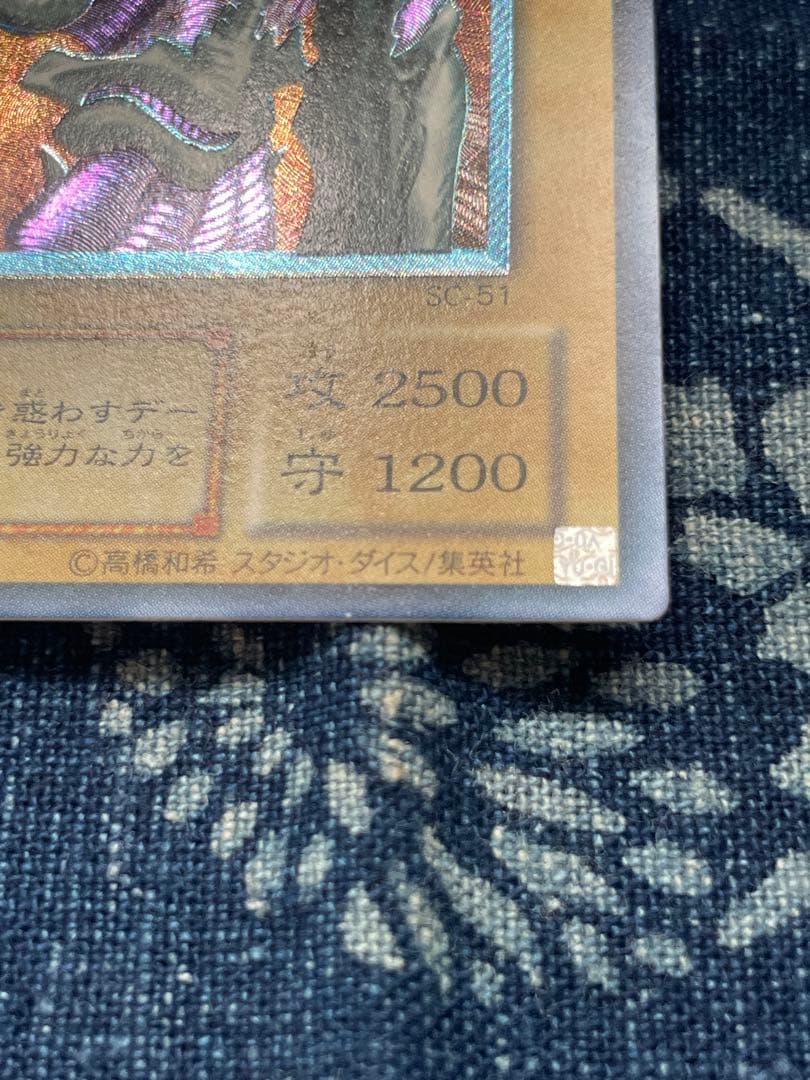 SC-51
攻 2500
守 1200
惑わすデー
強力な力を
©高橋和希 スタジオ・ダイス/集英社